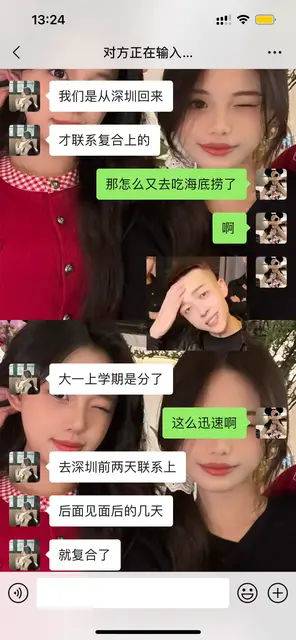 13:24
对方正在输入...
我们是从深圳回来
才联系复合上的
那怎么又去吃海底捞了
啊
大一上学期是分了
这么迅速啊
去深圳前两天联系上
后面见面后的几天
就复合了